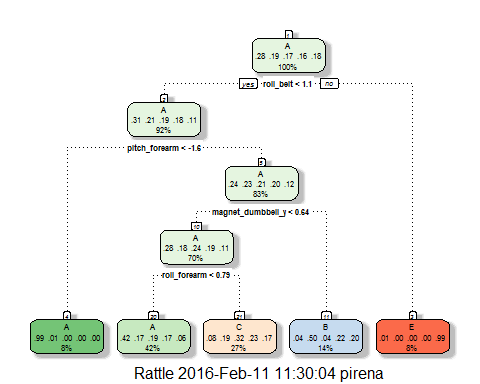 1
A
.28 .19 .17 .16 .18
100%
yes roll_belt < 1.1 no
2
A
.31 .21 .19 .18 .11
92%
pitch_forearm < -1.6
5
A
.24 .23 .21 .20 .12
83%
magnet_dumbbell_y < 0.64
10
A
.28 .18 .24 .19 .11
70%
roll_forearm < 0.79
4
A
.99 .01 .00 .00 .00
8%
20
A
.42 .17 .19 .17 .06
42%
21
C
.08 .19 .32 .23 .17
27%
11
B
.04 .50 .04 .22 .20
14%
3
E
.01 .00 .00 .00 .99
8%
Rattle 2016-Feb-11 11:30:04 pirena